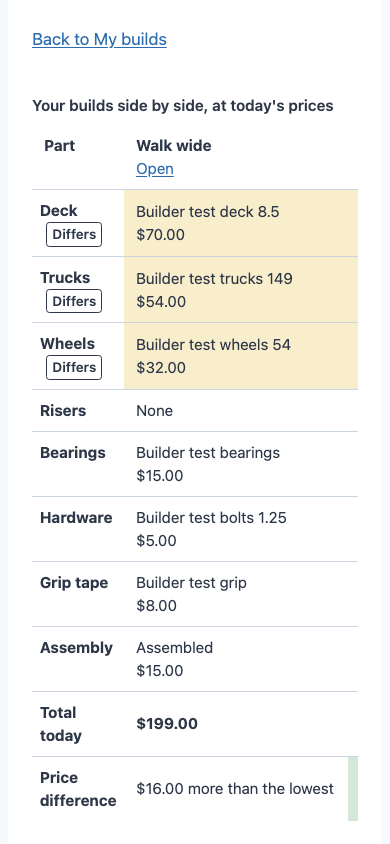 Back to My builds
Your builds side by side, at today's prices
Part
Walk wide
Open
Deck
Differs
Builder test deck 8.5
$70.00
Trucks
Differs
Builder test trucks 149
$54.00
Wheels
Differs
Builder test wheels 54
$32.00
Risers
None
Bearings
Builder test bearings
$15.00
Hardware
Builder test bolts 1.25
$5.00
Grip tape
Builder test grip
$8.00
Assembly
Assembled
$15.00
Total
today
$199.00
Price
difference
$16.00 more than the lowest